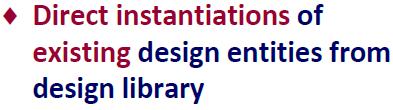 ♦ Direct instantiations of
existing design entities from
design library